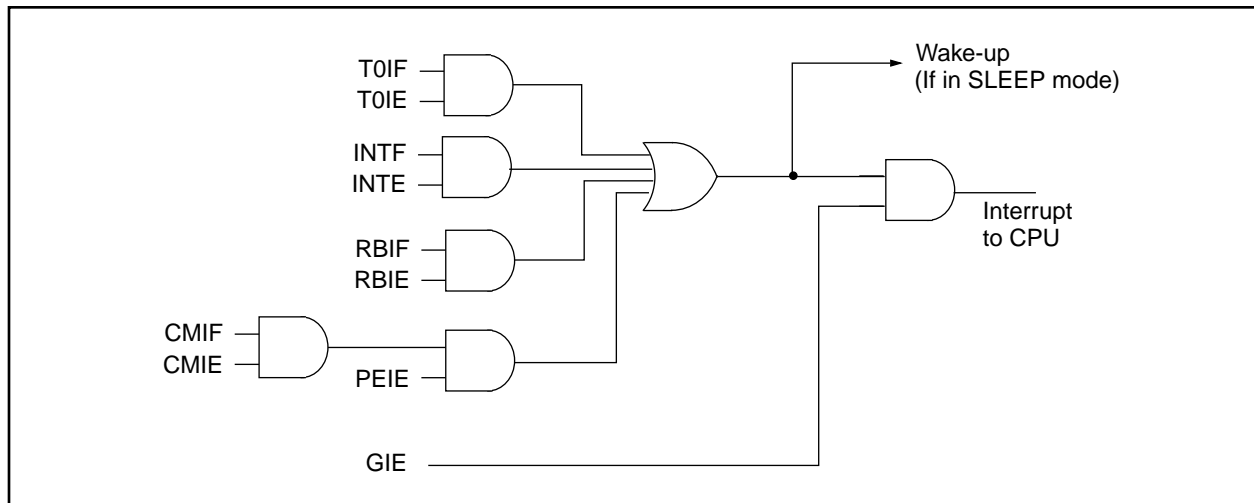 T0IF
T0IE
INTF
INTE
RBIF
RBIE
CMIF
CMIE
PEIE
GIE
Wake-up
(If in SLEEP mode)
Interrupt
to CPU